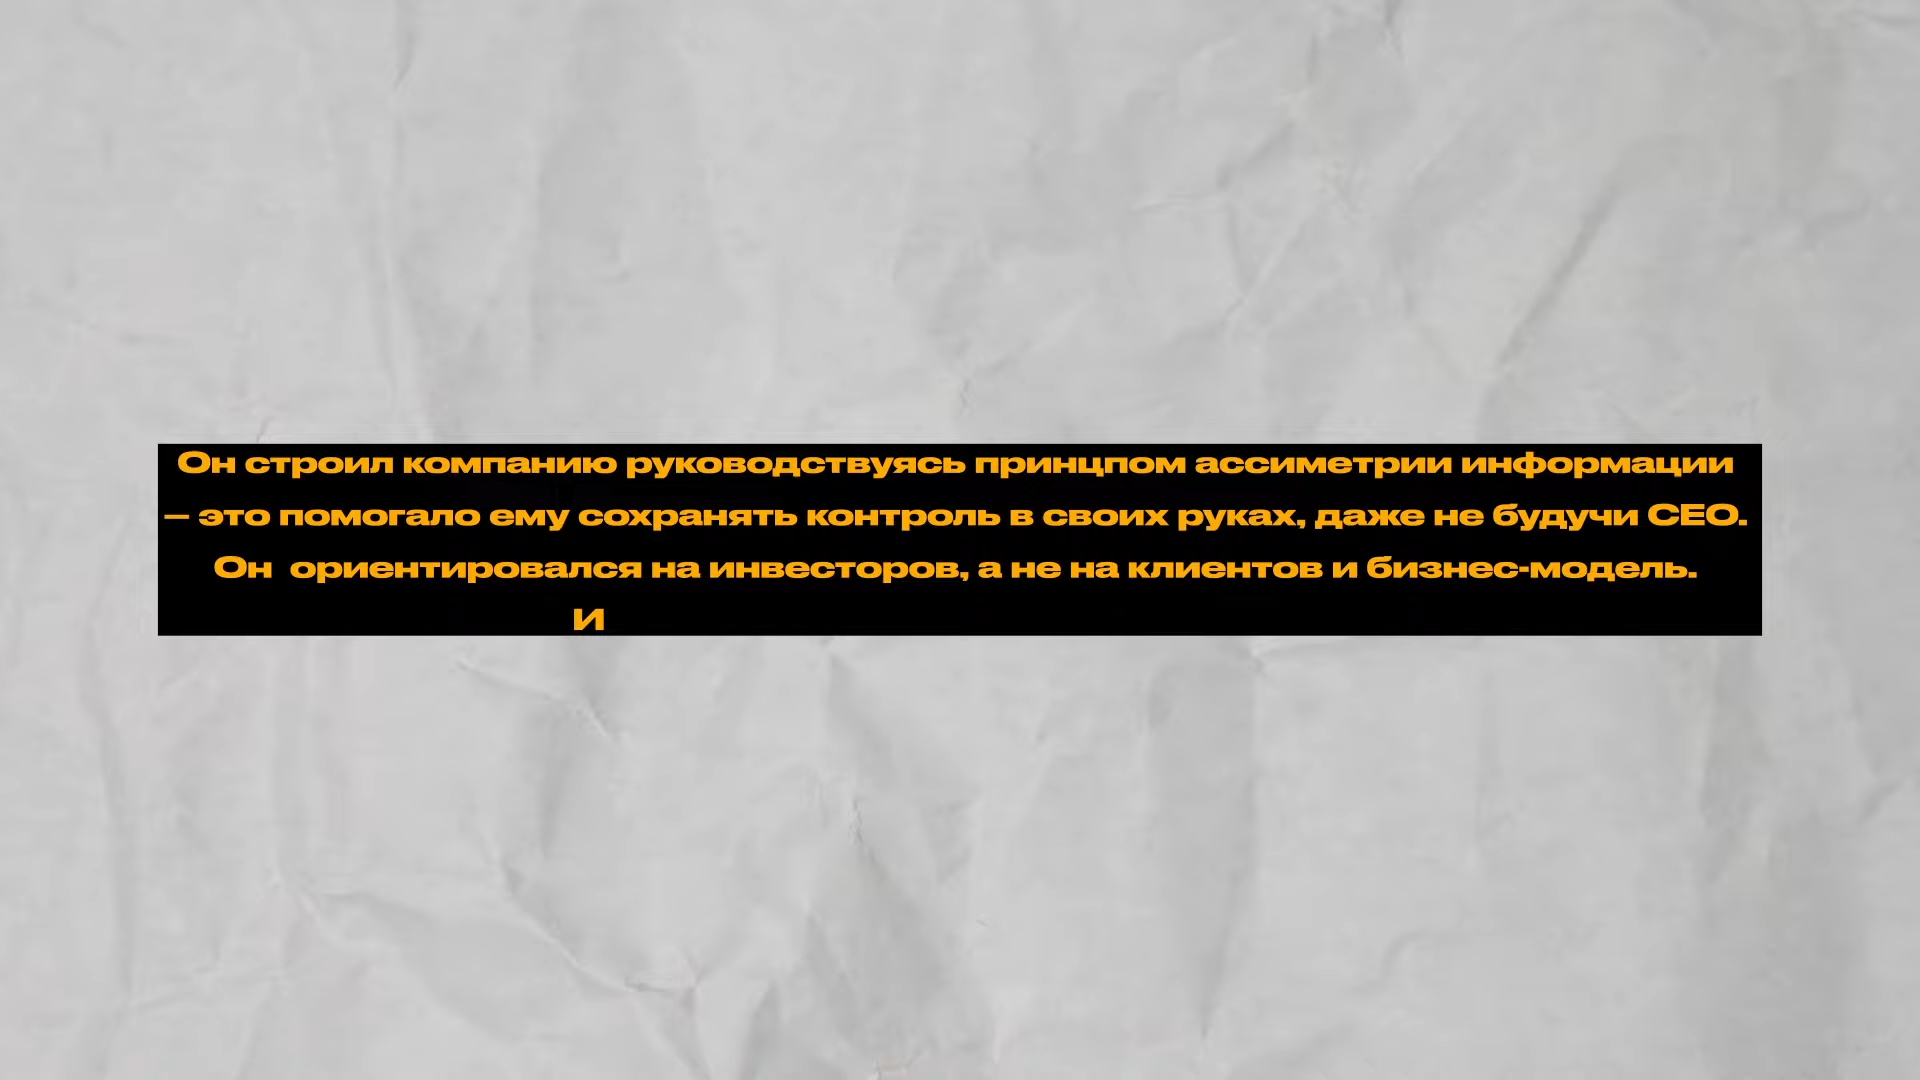 Он строил компанию руководствуясь принцпом ассиметрии информации
— это помогало ему сохранять контроль в своих руках, даже не будучи CEO.
Он  ориентировался на инвесторов, а не на клиентов и бизнес-модель.
И